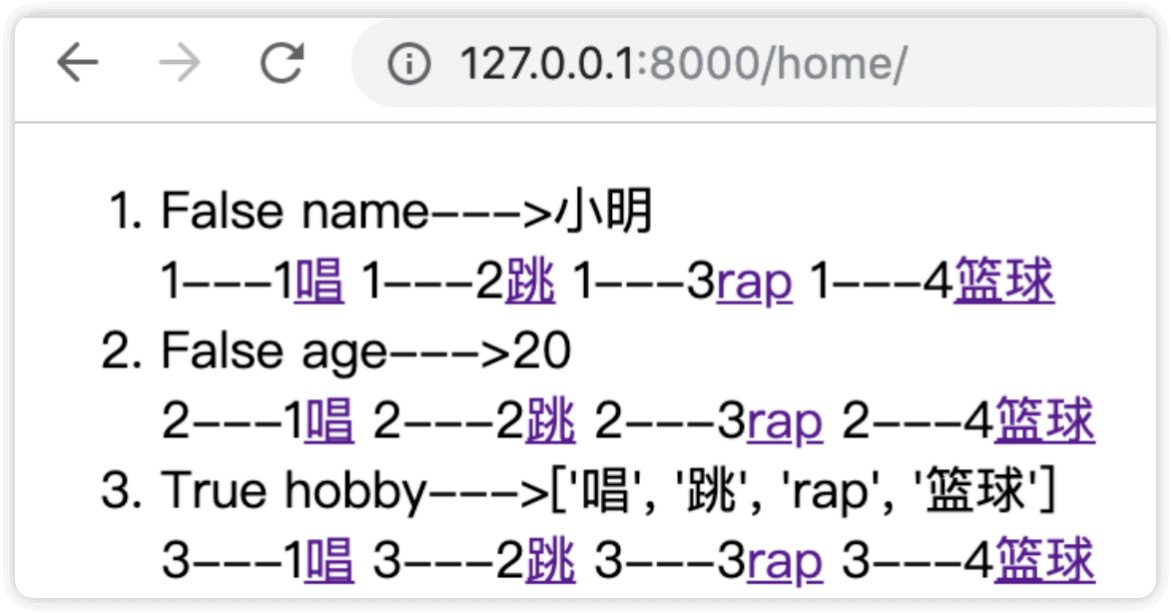 127.0.0.1:8000/home/
1. False name--->小明
1---1唱 1---2跳 1---3rap 1---4篮球
2. False age--->20
2---1唱 2---2跳 2---3rap 2---4篮球
3. True hobby--->['唱', '跳', 'rap', '篮球']
3---1唱 3---2跳 3---3rap 3---4篮球